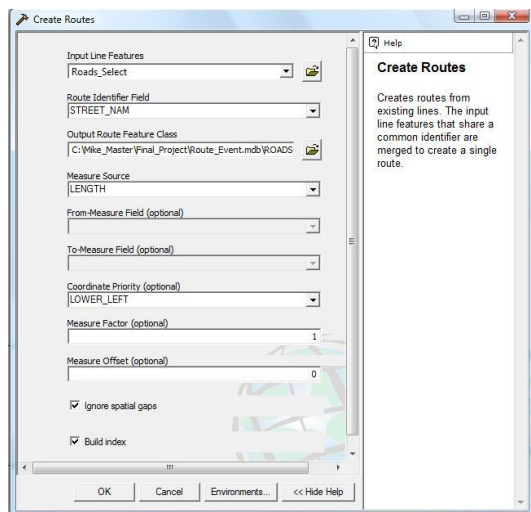 Create Routes
Input Line Features
Roads_Select
Route Identifier Field
STREET_NAM
Output Route Feature Class
C:\Mike_Master\Final_Project\Route_Event.mdb\ROADS
Measure Source
LENGTH
From-Measure Field (optional)
To-Measure Field (optional)
Coordinate Priority (optional)
LOWER_LEFT
Measure Factor (optional)
1
Measure Offset (optional)
0
Ignore spatial gaps
Build index
OK
Cancel
Environments...
<< Hide Help
Help
Create Routes
Creates routes from
existing lines. The input
line features that share a
common identifier are
merged to create a single
route.